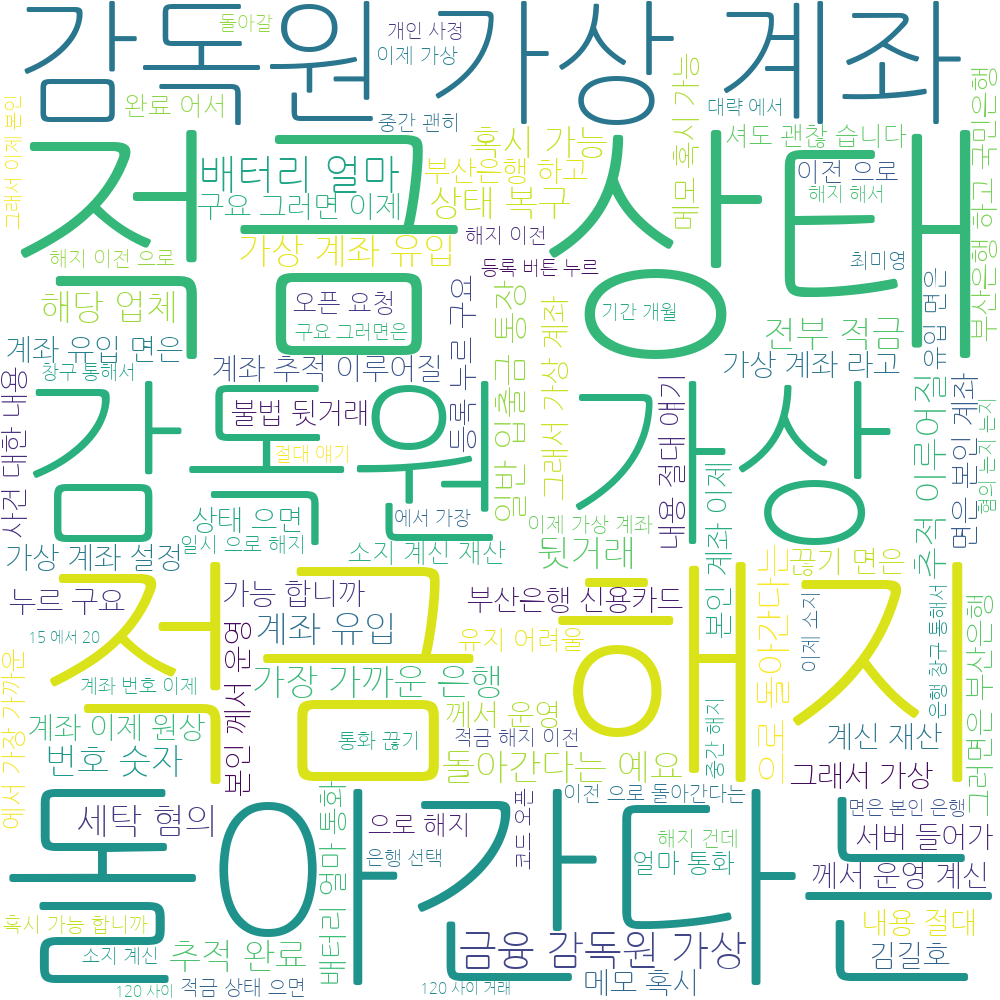 감독원 가상 계좌
돌아갈
개인 사정
이제 가상
완료 어서
중간 괜히
대략 에서
그래서 이제 본인
메모 혹시 가능
부산은행 하고 국민은행
적금 상태
혹시 가능
셔도 괜찮 습니다
배터리 얼마
부산은행 하고
이전 으로
구요 그러면 이제
상태 복구
해지 해서
가상 계좌 유입
해지 이전
해지 이전 으로
등록 버튼 누르
최미영
해당 업체
오픈 요청
구요 그러면은
기간 개월
전부 적금
계좌 유입 면은
창구 통해서
계좌 추적 이루어질
가상 계좌 라고
등록 누르 구요
일반 입출금 통장
그래서 가상 계좌
유입 면은
사건 대한 내용
감독원 가상
불법 뒷거래
절대 얘기
내용 절대 얘기
추적 이루어질
면은 본인 계좌
혐의 는지 는지
상태 으면
에서 가장
이제 가상 계좌
일시 으로 해지
가상 계좌 설정
소지 계신 재산
뒷거래
본인 계좌 이제
끊기 면은
적금 해지
누르 구요
가능 합니까
부산은행 신용카드
15 에서 20
계좌 유입
유지 어려울
이제 소지
은행 창구 통해서
그러면은 부산은행
에서 가장 가까운
본인 께서 운영
계좌 번호 이제
가장 가까운 은행
으로 돌아간다는
중간 해지
계좌 이제 원상
께서 운영
통화 끊기
적금 해지 이전
계신 재산
번호 숫자
돌아간다는 예요
그래서 가상
돌아간다는
이전 으로 돌아간다는
면은 본인 은행
세탁 혐의
배터리 얼마 통화
으로 해지
코드 오픈
해지 건데
서버 들어가
은행 선택
얼마 통화
께서 운영 계신
혹시 가능 합니까
내용 절대
소지 계신
추적 완료
금융 감독원 가상
김길호
120 사이
적금 상태 으면
120 사이 거래
메모 혹시